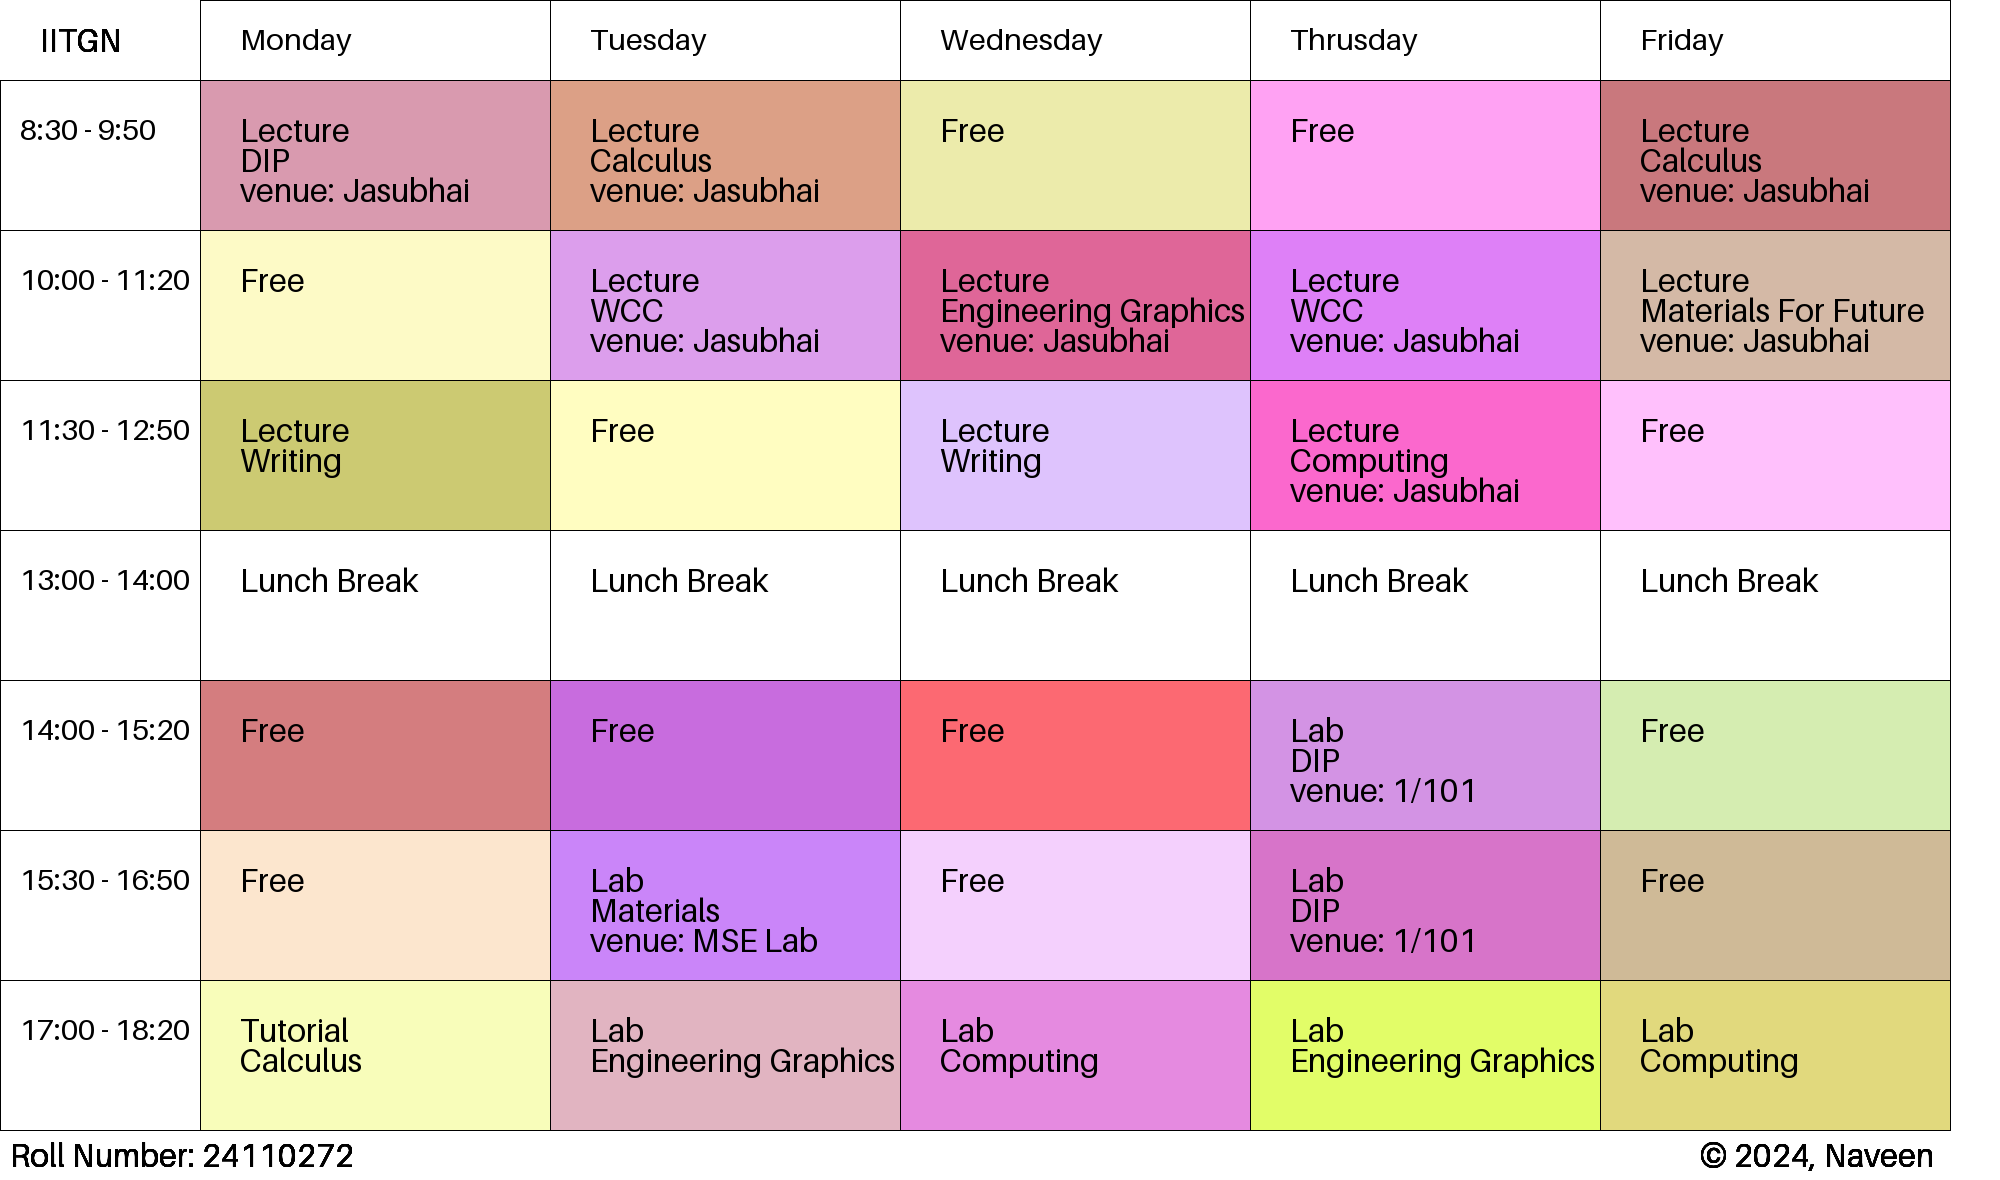 IITGN Monday Tuesday Wednesday Thrusday Friday
8:30 - 9:50
Lecture
DIP
venue: Jasubhai
Lecture
Calculus
venue: Jasubhai
Free
Free
Lecture
Calculus
venue: Jasubhai
10:00 - 11:20
Free
Lecture
WCC
venue: Jasubhai
Lecture
Engineering Graphics
venue: Jasubhai
Lecture
WCC
venue: Jasubhai
Lecture
Materials For Future
venue: Jasubhai
11:30 - 12:50
Lecture
Writing
Free
Lecture
Writing
Lecture
Computing
venue: Jasubhai
Free
13:00 - 14:00
Lunch Break
Lunch Break
Lunch Break
Lunch Break
Lunch Break
14:00 - 15:20
Free
Free
Free
Lab
DIP
venue: 1/101
Free
15:30 - 16:50
Free
Lab
Materials
venue: MSE Lab
Free
Lab
DIP
venue: 1/101
Free
17:00 - 18:20
Tutorial
Calculus
Lab
Engineering Graphics
Lab
Computing
Lab
Engineering Graphics
Lab
Computing
Roll Number: 24110272
© 2024, Naveen